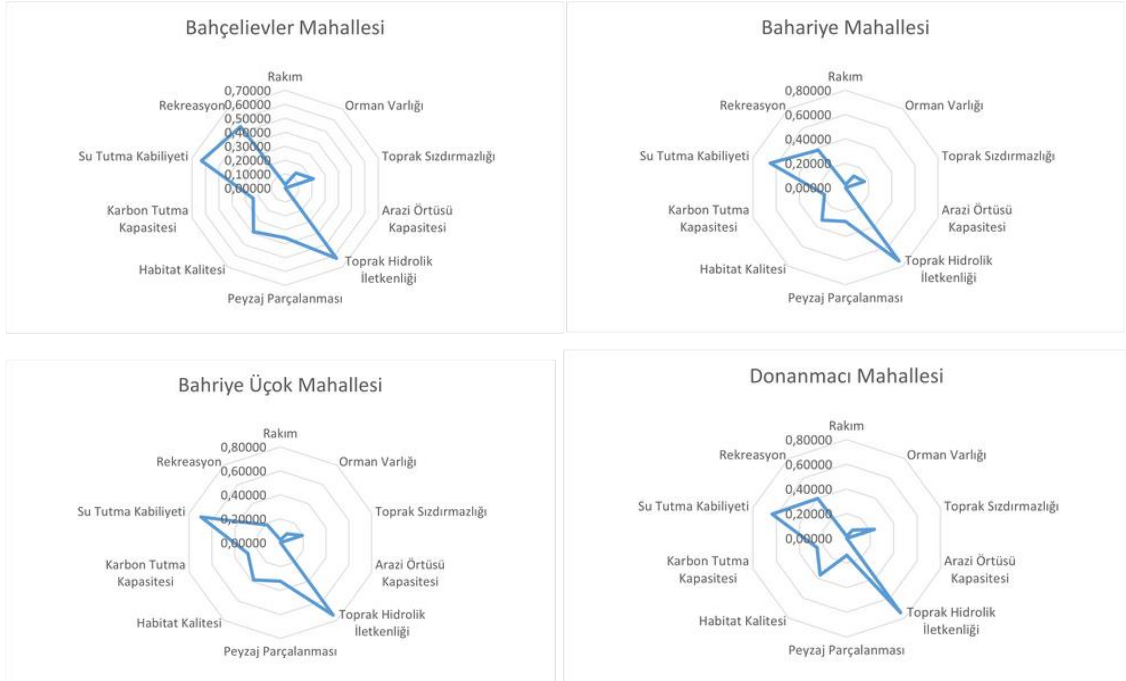 Bahçelievler Mahallesi
Rakım
0,70000
0,60000
0,50000
0,40000
0,30000
0,20000
0,10000
0,00000
Orman Varlığı
Toprak Sızdırmazlığı
Arazi Örtüsü
Kapasitesi
Toprak Hidrolik
İletkenliği
Peyzaj Parçalanması
Habitat Kalitesi
Karbon Tutma
Kapasitesi
Su Tutma Kabiliyeti
Rekreasyon
Bahariye Mahallesi
Rakım
0,80000
0,60000
0,40000
0,20000
0,00000
Orman Varlığı
Toprak Sızdırmazlığı
Arazi Örtüsü
Kapasitesi
Toprak Hidrolik
İletkenliği
Peyzaj Parçalanması
Habitat Kalitesi
Karbon Tutma
Kapasitesi
Su Tutma Kabiliyeti
Rekreasyon
Bahriye Üçok Mahallesi
Rakım
0,80000
0,60000
0,40000
0,20000
0,00000
Orman Varlığı
Toprak Sızdırmazlığı
Arazi Örtüsü
Kapasitesi
Toprak Hidrolik
İletkenliği
Peyzaj Parçalanması
Habitat Kalitesi
Karbon Tutma
Kapasitesi
Su Tutma Kabiliyeti
Rekreasyon
Donanmacı Mahallesi
Rakım
0,80000
0,60000
0,40000
0,20000
0,00000
Orman Varlığı
Toprak Sızdırmazlığı
Arazi Örtüsü
Kapasitesi
Toprak Hidrolik
İletkenliği
Peyzaj Parçalanması
Habitat Kalitesi
Karbon Tutma
Kapasitesi
Su Tutma Kabiliyeti
Rekreasyon